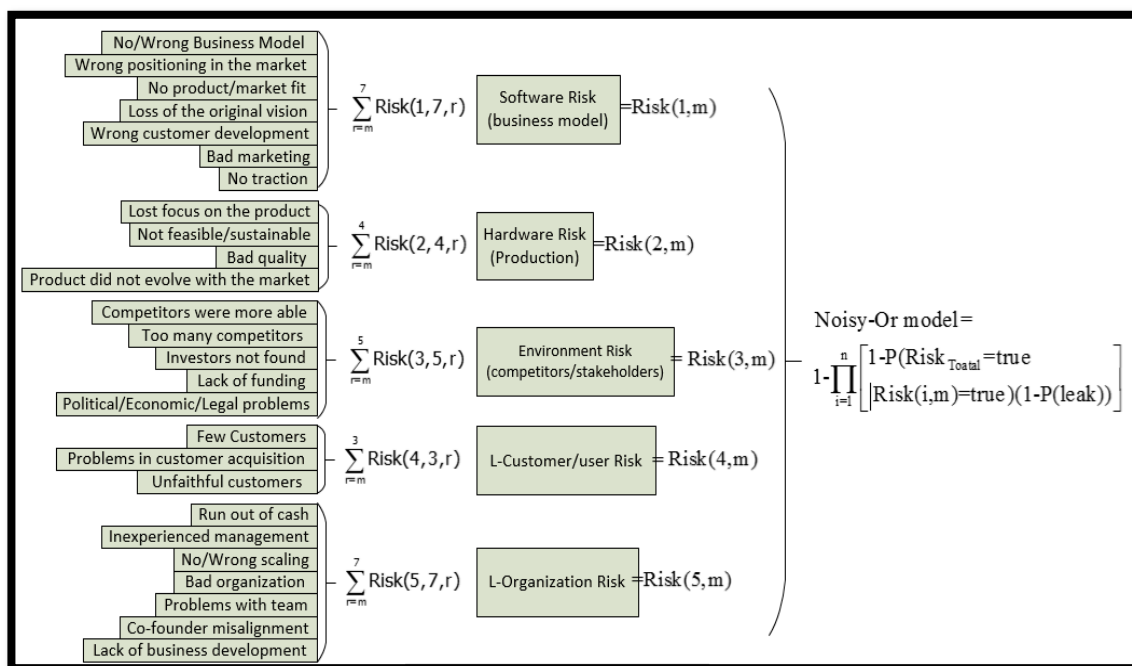 No/Wrong Business Model
Wrong positioning in the market
No product/market fit
Loss of the original vision
Wrong customer development
Bad marketing
No traction
7
∑ Risk(1,7,r)
r=m
Software Risk
(business model)
=Risk(1,m)
Lost focus on the product
Not feasible/sustainable
Bad quality
Product did not evolve with the market
4
∑ Risk(2,4,r)
r=m
Hardware Risk
(Production)
=Risk(2,m)
Competitors were more able
Too many competitors
Investors not found
Lack of funding
Political/Economic/Legal problems
5
∑ Risk(3,5,r)
r=m
Environment Risk
(competitors/stakeholders)
= Risk(3,m)
Few Customers
Problems in customer acquisition
Unfaithful customers
3
∑ Risk(4,3,r)
r=m
L-Customer/user Risk
= Risk(4,m)
Run out of cash
Inexperienced management
No/Wrong scaling
Bad organization
Problems with team
Co-founder misalignment
Lack of business development
7
∑ Risk(5,7,r)
r=m
L-Organization Risk
=Risk(5,m)
Noisy-Or model=
n
1-∏
i=1
1-P(Risk Toatal=true
|Risk(i,m)=true)(1-P(leak))